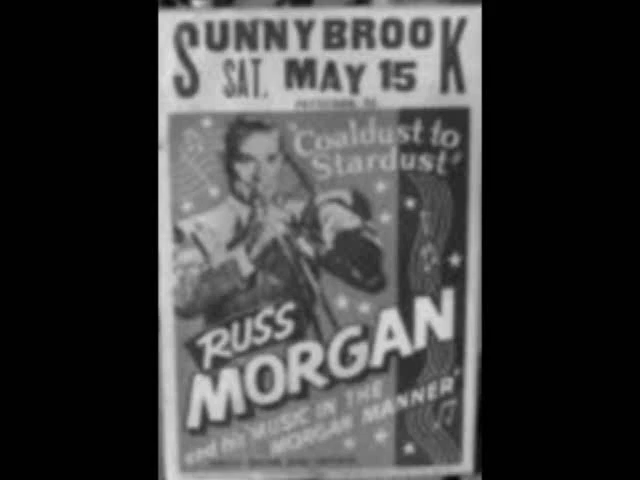 SUNNYBROOK
SAT. MAY 15
"Coaldust to
Stardust"
RUSS
MORGAN
and his MUSIC IN THE
MORGAN MANNER"